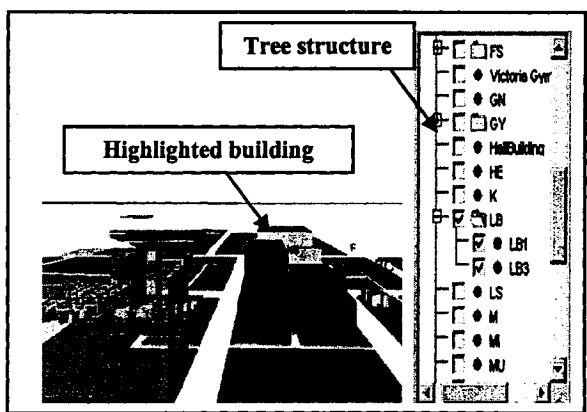 Tree structure
Highlighted building
FS
Victoria Gym
GN
GY
HallBuilding
HE
K
LB
LB1
LB3
LS
M
MI
MU